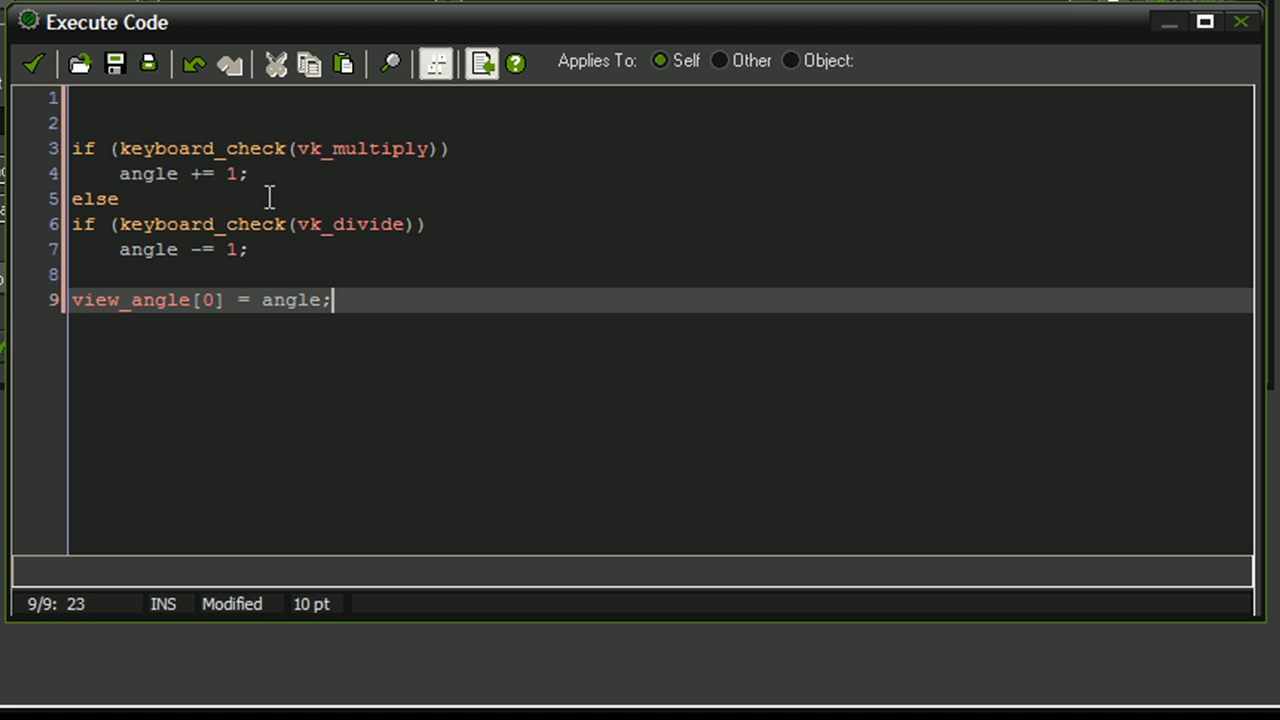 Execute Code
Applies To: Self Other Object:
1
2
3 if (keyboard_check(vk_multiply))
4     angle += 1;
5 else
6 if (keyboard_check(vk_divide))
7     angle -= 1;
8
9 view_angle[0] = angle;
9/9: 23 INS Modified 10 pt